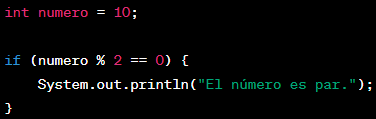 int numero = 10;
if (numero % 2 == 0) {
    System.out.println("El número es par.");
}